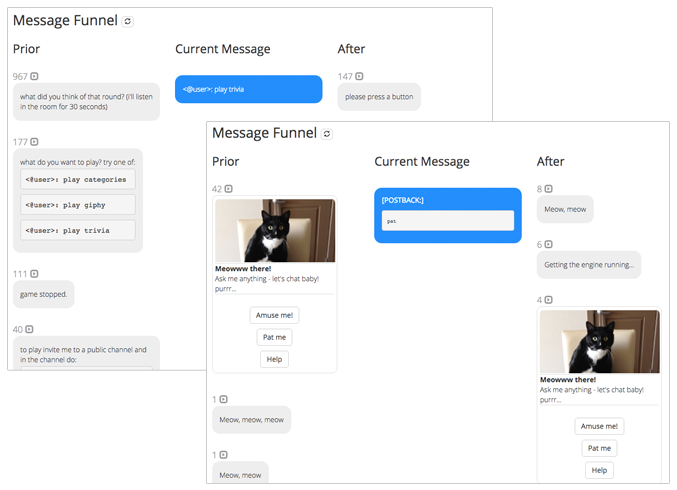 Message Funnel
Prior
Current Message
After
967
what did you think of that round? (i'll listen
in the room for 30 seconds)
<@user>: play trivia
147
please press a button
177
what do you want to play? try one of:
<@user>: play categories
<@user>: play giphy
<@user>: play trivia
111
game stopped.
40
to play invite me to a public channel and
in the channel do:
Message Funnel
Prior
Current Message
After
42
Meowww there!
Ask me anything - let's chat baby!
purrr...
Amuse me!
Pat me
Help
1
Meow, meow, meow
1
Meow, meow
[POSTBACK:]
pat
8
Meow, meow
6
Getting the engine running...
4
Meowww there!
Ask me anything - let's chat baby!
purrr...
Amuse me!
Pat me
Help